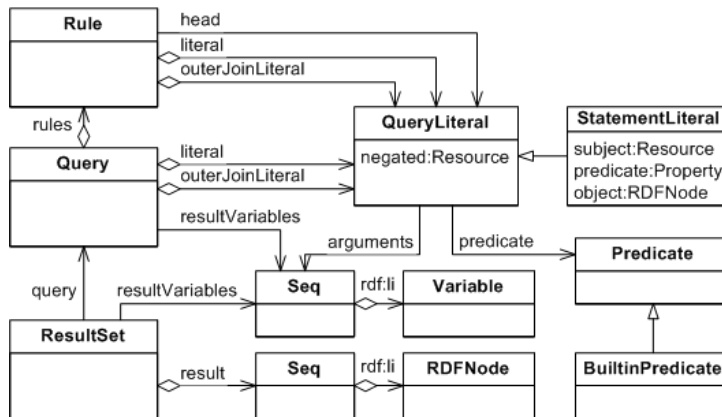 Rule
head
literal
outerJoinLiteral
QueryLiteral
negated:Resource
StatementLiteral
subject:Resource
predicate:Property
object:RDFNode
rules
Query
literal
outerJoinLiteral
resultVariables
arguments
predicate
Predicate
query
resultVariables
Seq
rdf:li
Variable
ResultSet
result
Seq
rdf:li
RDFNode
BuiltinPredicate